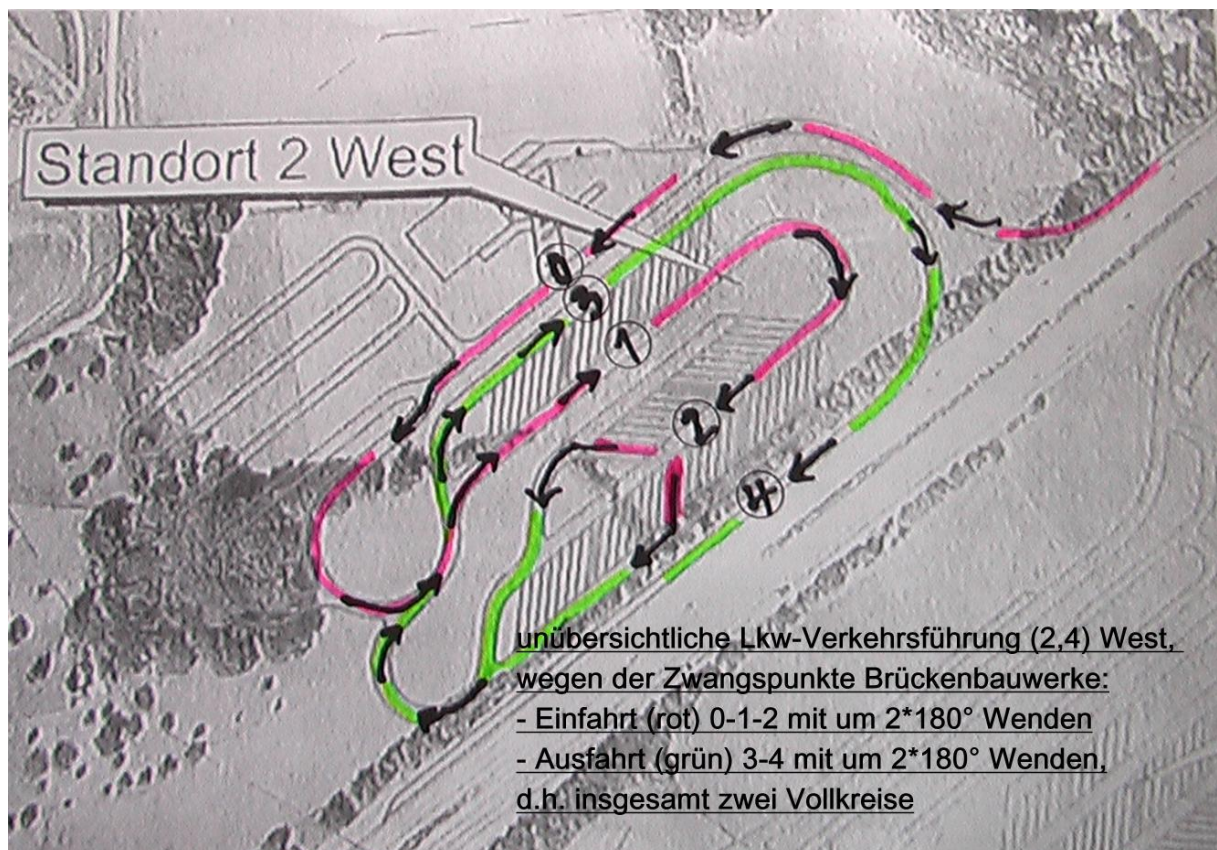 Standort 2 West
0
3
1
2
4
unübersichtliche Lkw-Verkehrsführung (2,4) West,
wegen der Zwangspunkte Brückenbauwerke:
- Einfahrt (rot) 0-1-2 mit um 2*180° Wenden
- Ausfahrt (grün) 3-4 mit um 2*180° Wenden,
d.h. insgesamt zwei Vollkreise